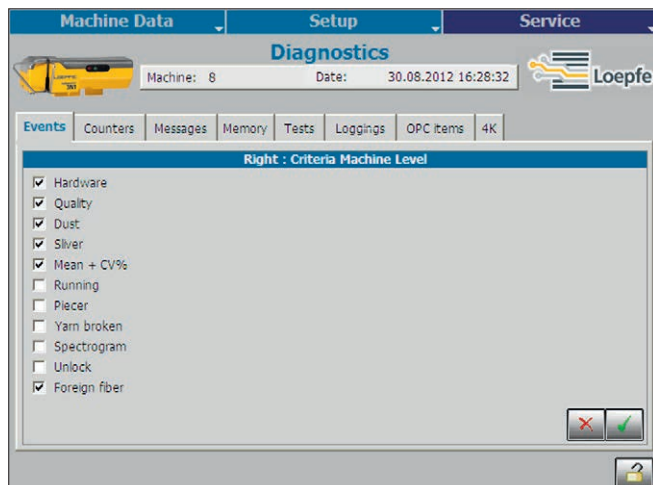 Machine Data Setup Service
Diagnostics
Machine: 8 Date: 30.08.2012 16:28:32
Loepfe
Events Counters Messages Memory Tests Loggings OPC items 4K
Right : Criteria Machine Level
Hardware
Quality
Dust
Sliver
Mean + CV%
Running
Piecer
Yarn broken
Spectrogram
Unlock
Foreign fiber